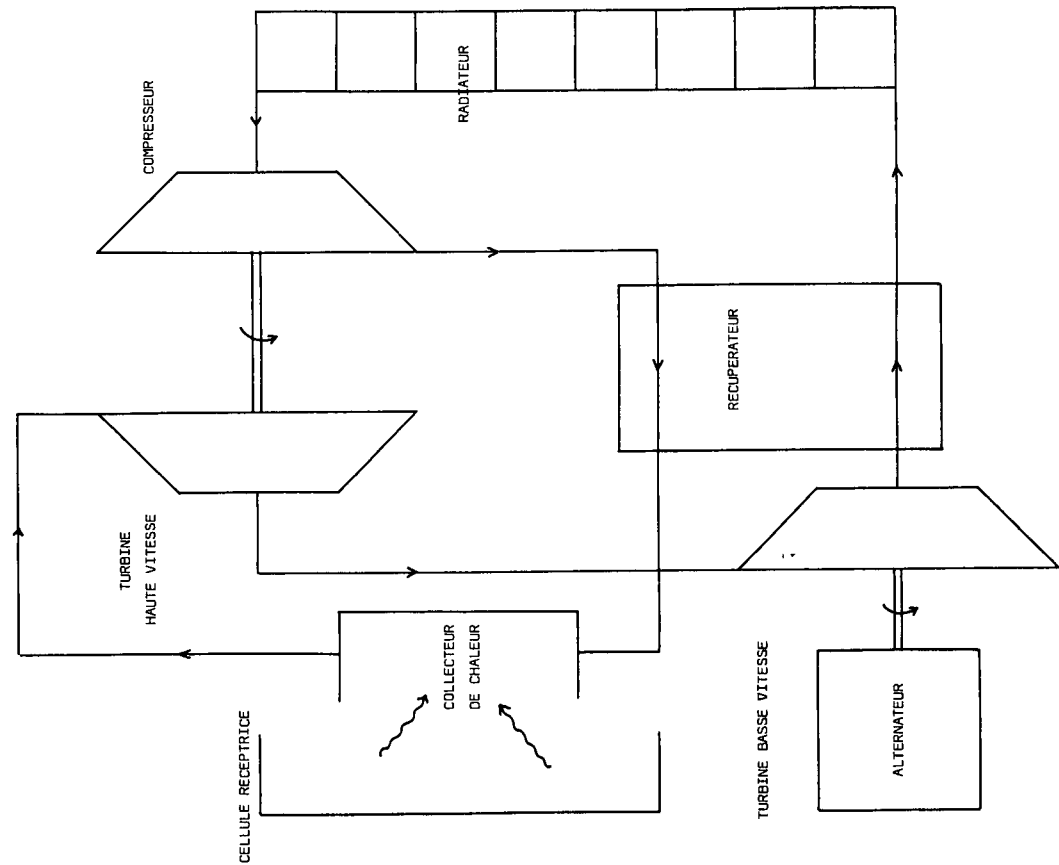 CELLULE RECEPTRICE
COLLECTEUR
DE CHALEUR
TURBINE
HAUTE VITESSE
COMPRESSEUR
RADIATEUR
RECUPERATEUR
TURBINE BASSE VITESSE
ALTERNATEUR